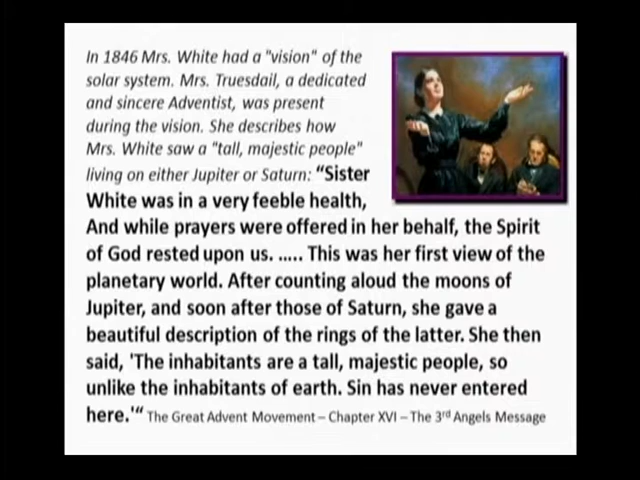 In 1846 Mrs. White had a "vision" of the
solar system. Mrs. Truesdail, a dedicated
and sincere Adventist, was present
during the vision. She describes how
Mrs. White saw a "tall, majestic people"
living on either Jupiter or Saturn: “Sister
White was in a very feeble health,
And while prayers were offered in her behalf, the Spirit
of God rested upon us. ..... This was her first view of the
planetary world. After counting aloud the moons of
Jupiter, and soon after those of Saturn, she gave a
beautiful description of the rings of the latter. She then
said, 'The inhabitants are a tall, majestic people, so
unlike the inhabitants of earth. Sin has never entered
here.'“ The Great Advent Movement – Chapter XVI – The 3rd Angels Message